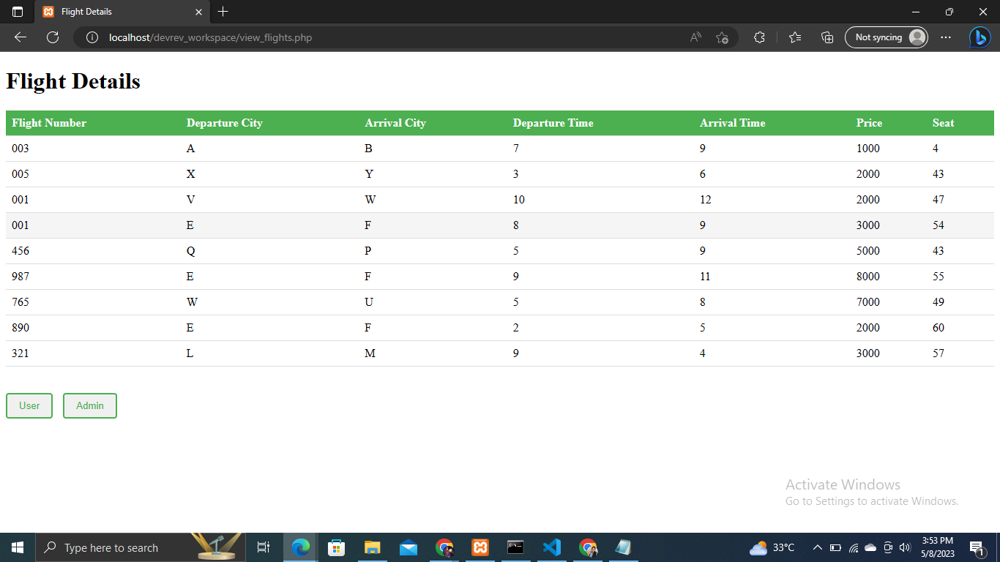 Flight Details
localhost/devrev_workspace/view_flights.php
Not syncing
Flight Details
Flight Number Departure City Arrival City Departure Time Arrival Time Price Seat
003 A B 7 9 1000 4
005 X Y 3 6 2000 43
001 V W 10 12 2000 47
001 E F 8 9 3000 54
456 Q P 5 9 5000 43
987 E F 9 11 8000 55
765 W U 5 8 7000 49
890 E F 2 5 2000 60
321 L M 9 4 3000 57
User Admin
Activate Windows
Go to Settings to activate Windows.
Type here to search
33°C
3:53 PM
5/8/2023
1